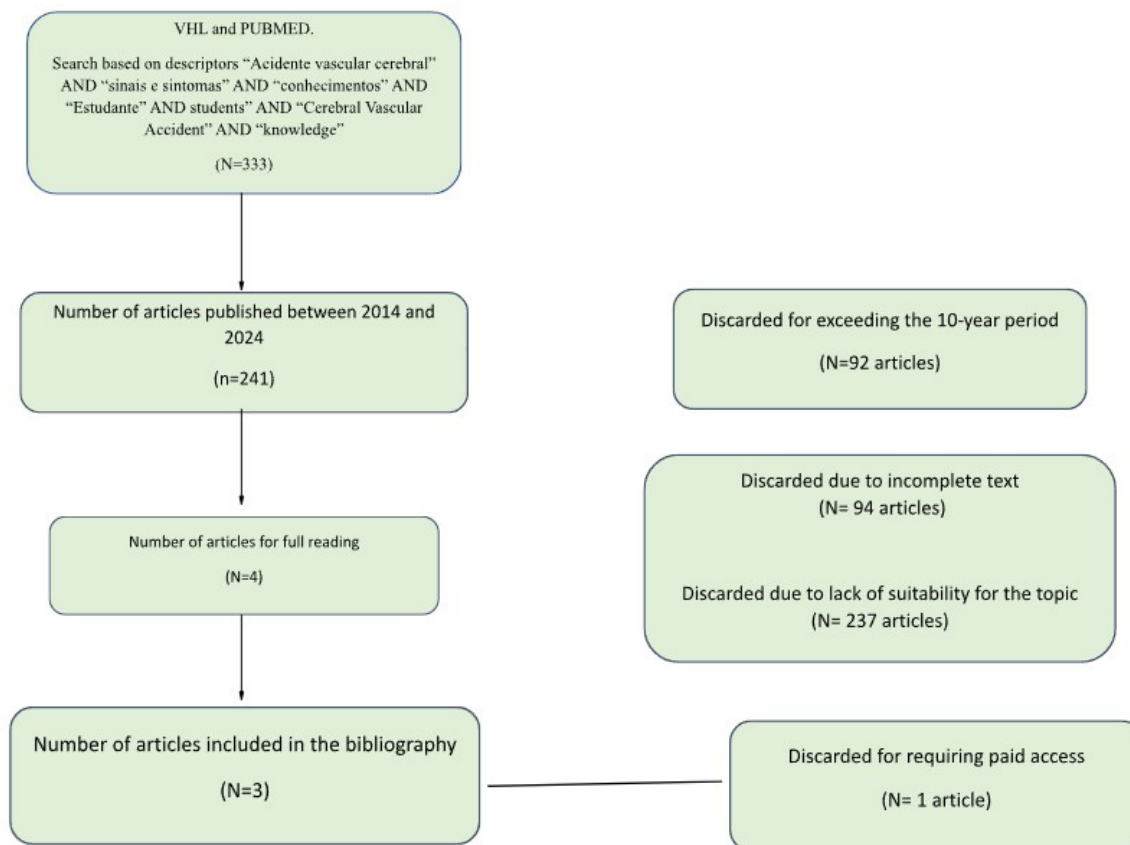 VHL and PUBMED.
Search based on descriptors “Acidente vascular cerebral”
AND “sinais e sintomas” AND “conhecimentos” AND
“Estudante” AND students” AND “Cerebral Vascular
Accident” AND “knowledge”
(N=333)
Number of articles published between 2014 and
2024
(n=241)
Discarded for exceeding the 10-year period
(N=92 articles)
Number of articles for full reading
(N=4)
Discarded due to incomplete text
(N= 94 articles)
Discarded due to lack of suitability for the topic
(N= 237 articles)
Number of articles included in the bibliography
(N=3)
Discarded for requiring paid access
(N= 1 article)